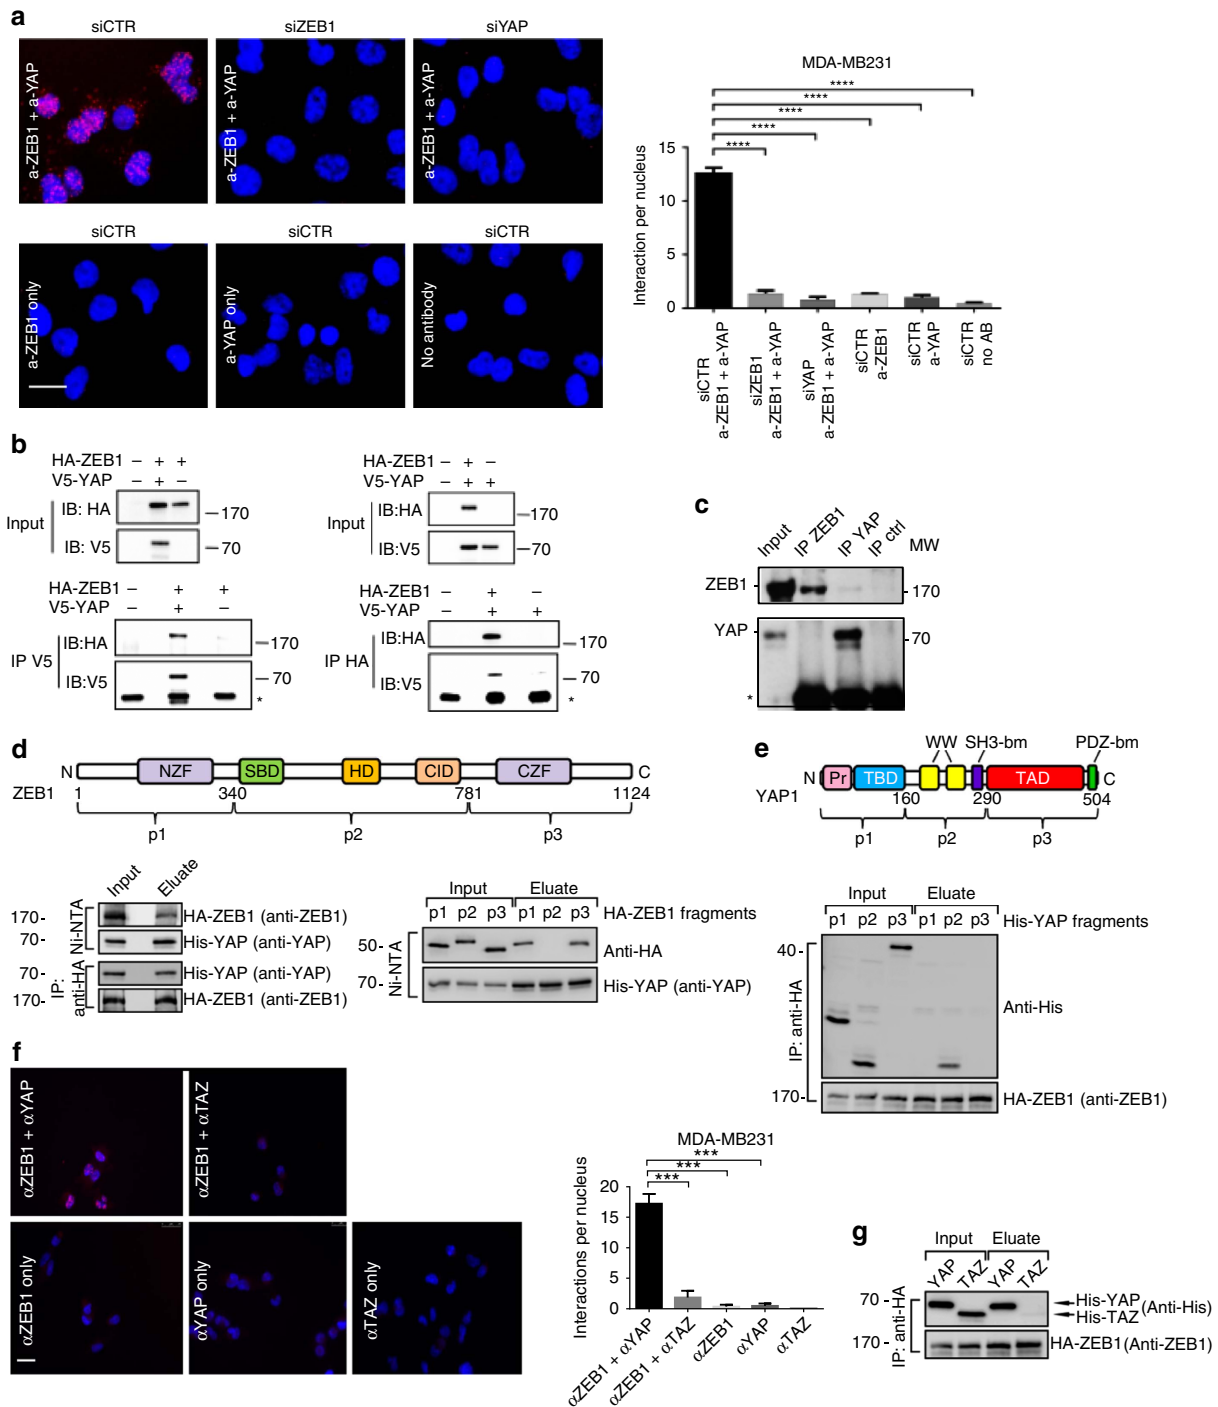 a
siCTR
siZEB1
siYAP
a-ZEB1 + a-YAP
a-ZEB1 + a-YAP
a-ZEB1 + a-YAP
siCTR
siCTR
siCTR
a-ZEB1 only
a-YAP only
No antibody
MDA-MB231
****
****
****
****
****
Interaction per nucleus
15
10
5
0
siCTR
a-ZEB1 + a-YAP
siZEB1
a-ZEB1 + a-YAP
siYAP
a-ZEB1 + a-YAP
siCTR
a-ZEB1
siCTR
a-YAP
siCTR
no AB
b
HA-ZEB1 – + +
V5-YAP – + –
Input
IB: HA
170
IB: V5
70
HA-ZEB1 – + +
V5-YAP – + –
IP V5
IB:HA
170
IB:V5
70
*
HA-ZEB1 – + –
V5-YAP – + +
Input
IB:HA
170
IB:V5
70
HA-ZEB1 – + –
V5-YAP – + +
IP HA
IB:HA
170
IB:V5
70
*
c
Input
IP ZEB1
IP YAP
IP ctrl
MW
ZEB1
170
YAP
70
*
d
N NZF SBD HD CID CZF C
ZEB1 1 340 781 1124
p1 p2 p3
Input
Eluate
Ni-NTA
170- HA-ZEB1 (anti-ZEB1)
70- His-YAP (anti-YAP)
IP: anti-HA
70- His-YAP (anti-YAP)
170- HA-ZEB1 (anti-ZEB1)
Input Eluate
p1 p2 p3 p1 p2 p3 HA-ZEB1 fragments
Ni-NTA
50- Anti-HA
70- His-YAP (anti-YAP)
e
WW SH3-bm PDZ-bm
N Pr TBD TAD C
YAP1 160 290 504
p1 p2 p3
Input Eluate
p1 p2 p3 p1 p2 p3 His-YAP fragments
IP: anti-HA
40-
Anti-His
170- HA-ZEB1 (anti-ZEB1)
f
αZEB1 + αYAP
αZEB1 + αTAZ
αZEB1 only
αYAP only
αTAZ only
MDA-MB231
***
***
***
Interactions per nucleus
20
15
10
5
0
αZEB1 + αYAP
αZEB1 + αTAZ
αZEB1
αYAP
αTAZ
g
Input Eluate
YAP TAZ YAP TAZ
IP: anti-HA
70 - His-YAP (Anti-His)
His-TAZ
170 - HA-ZEB1 (Anti-ZEB1)